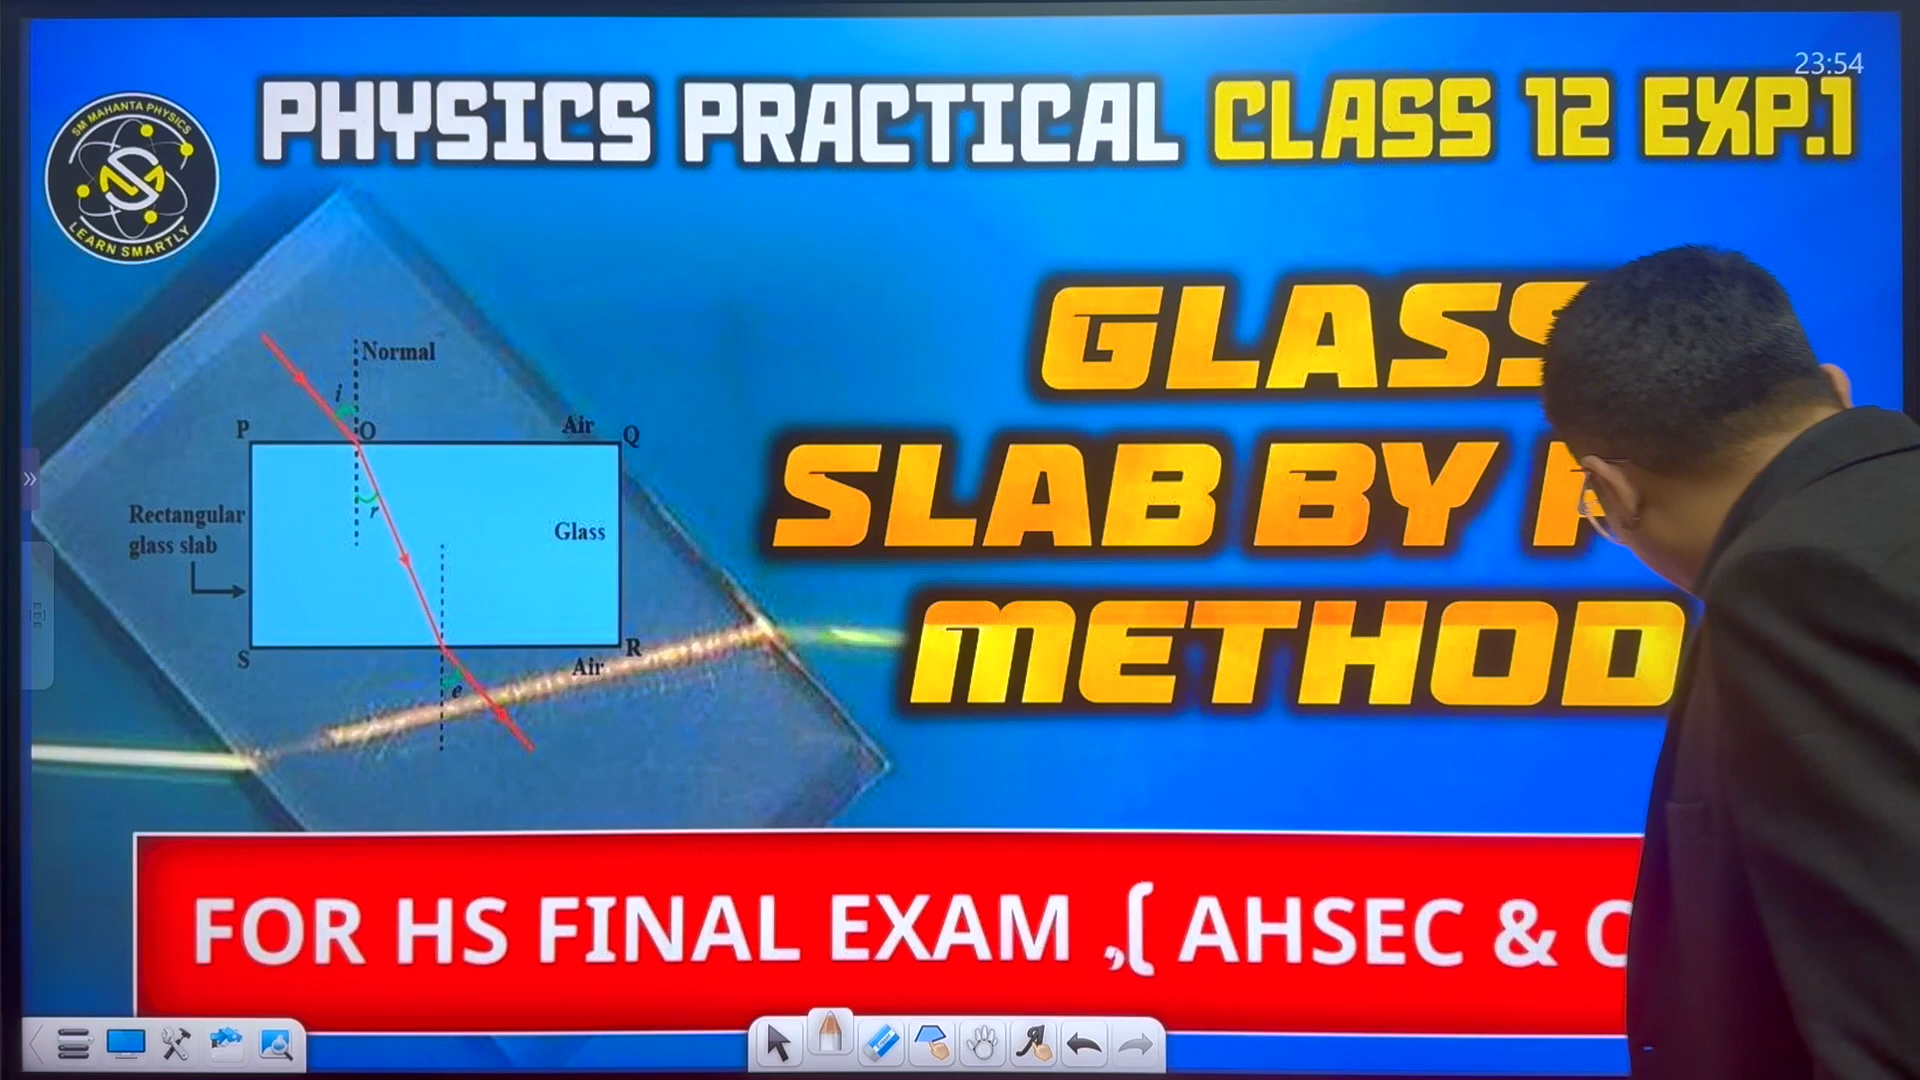 23:54
SM MAHANTA PHYSICS
LEARN SMARTLY
PHYSICS PRACTICAL CLASS 12 EXP.1
GLASS
SLAB BY
METHOD
Normal
i
P
O
Air
Q
r
Rectangular
glass slab
Glass
S
R
Air
e
FOR HS FINAL EXAM ,( AHSEC & C